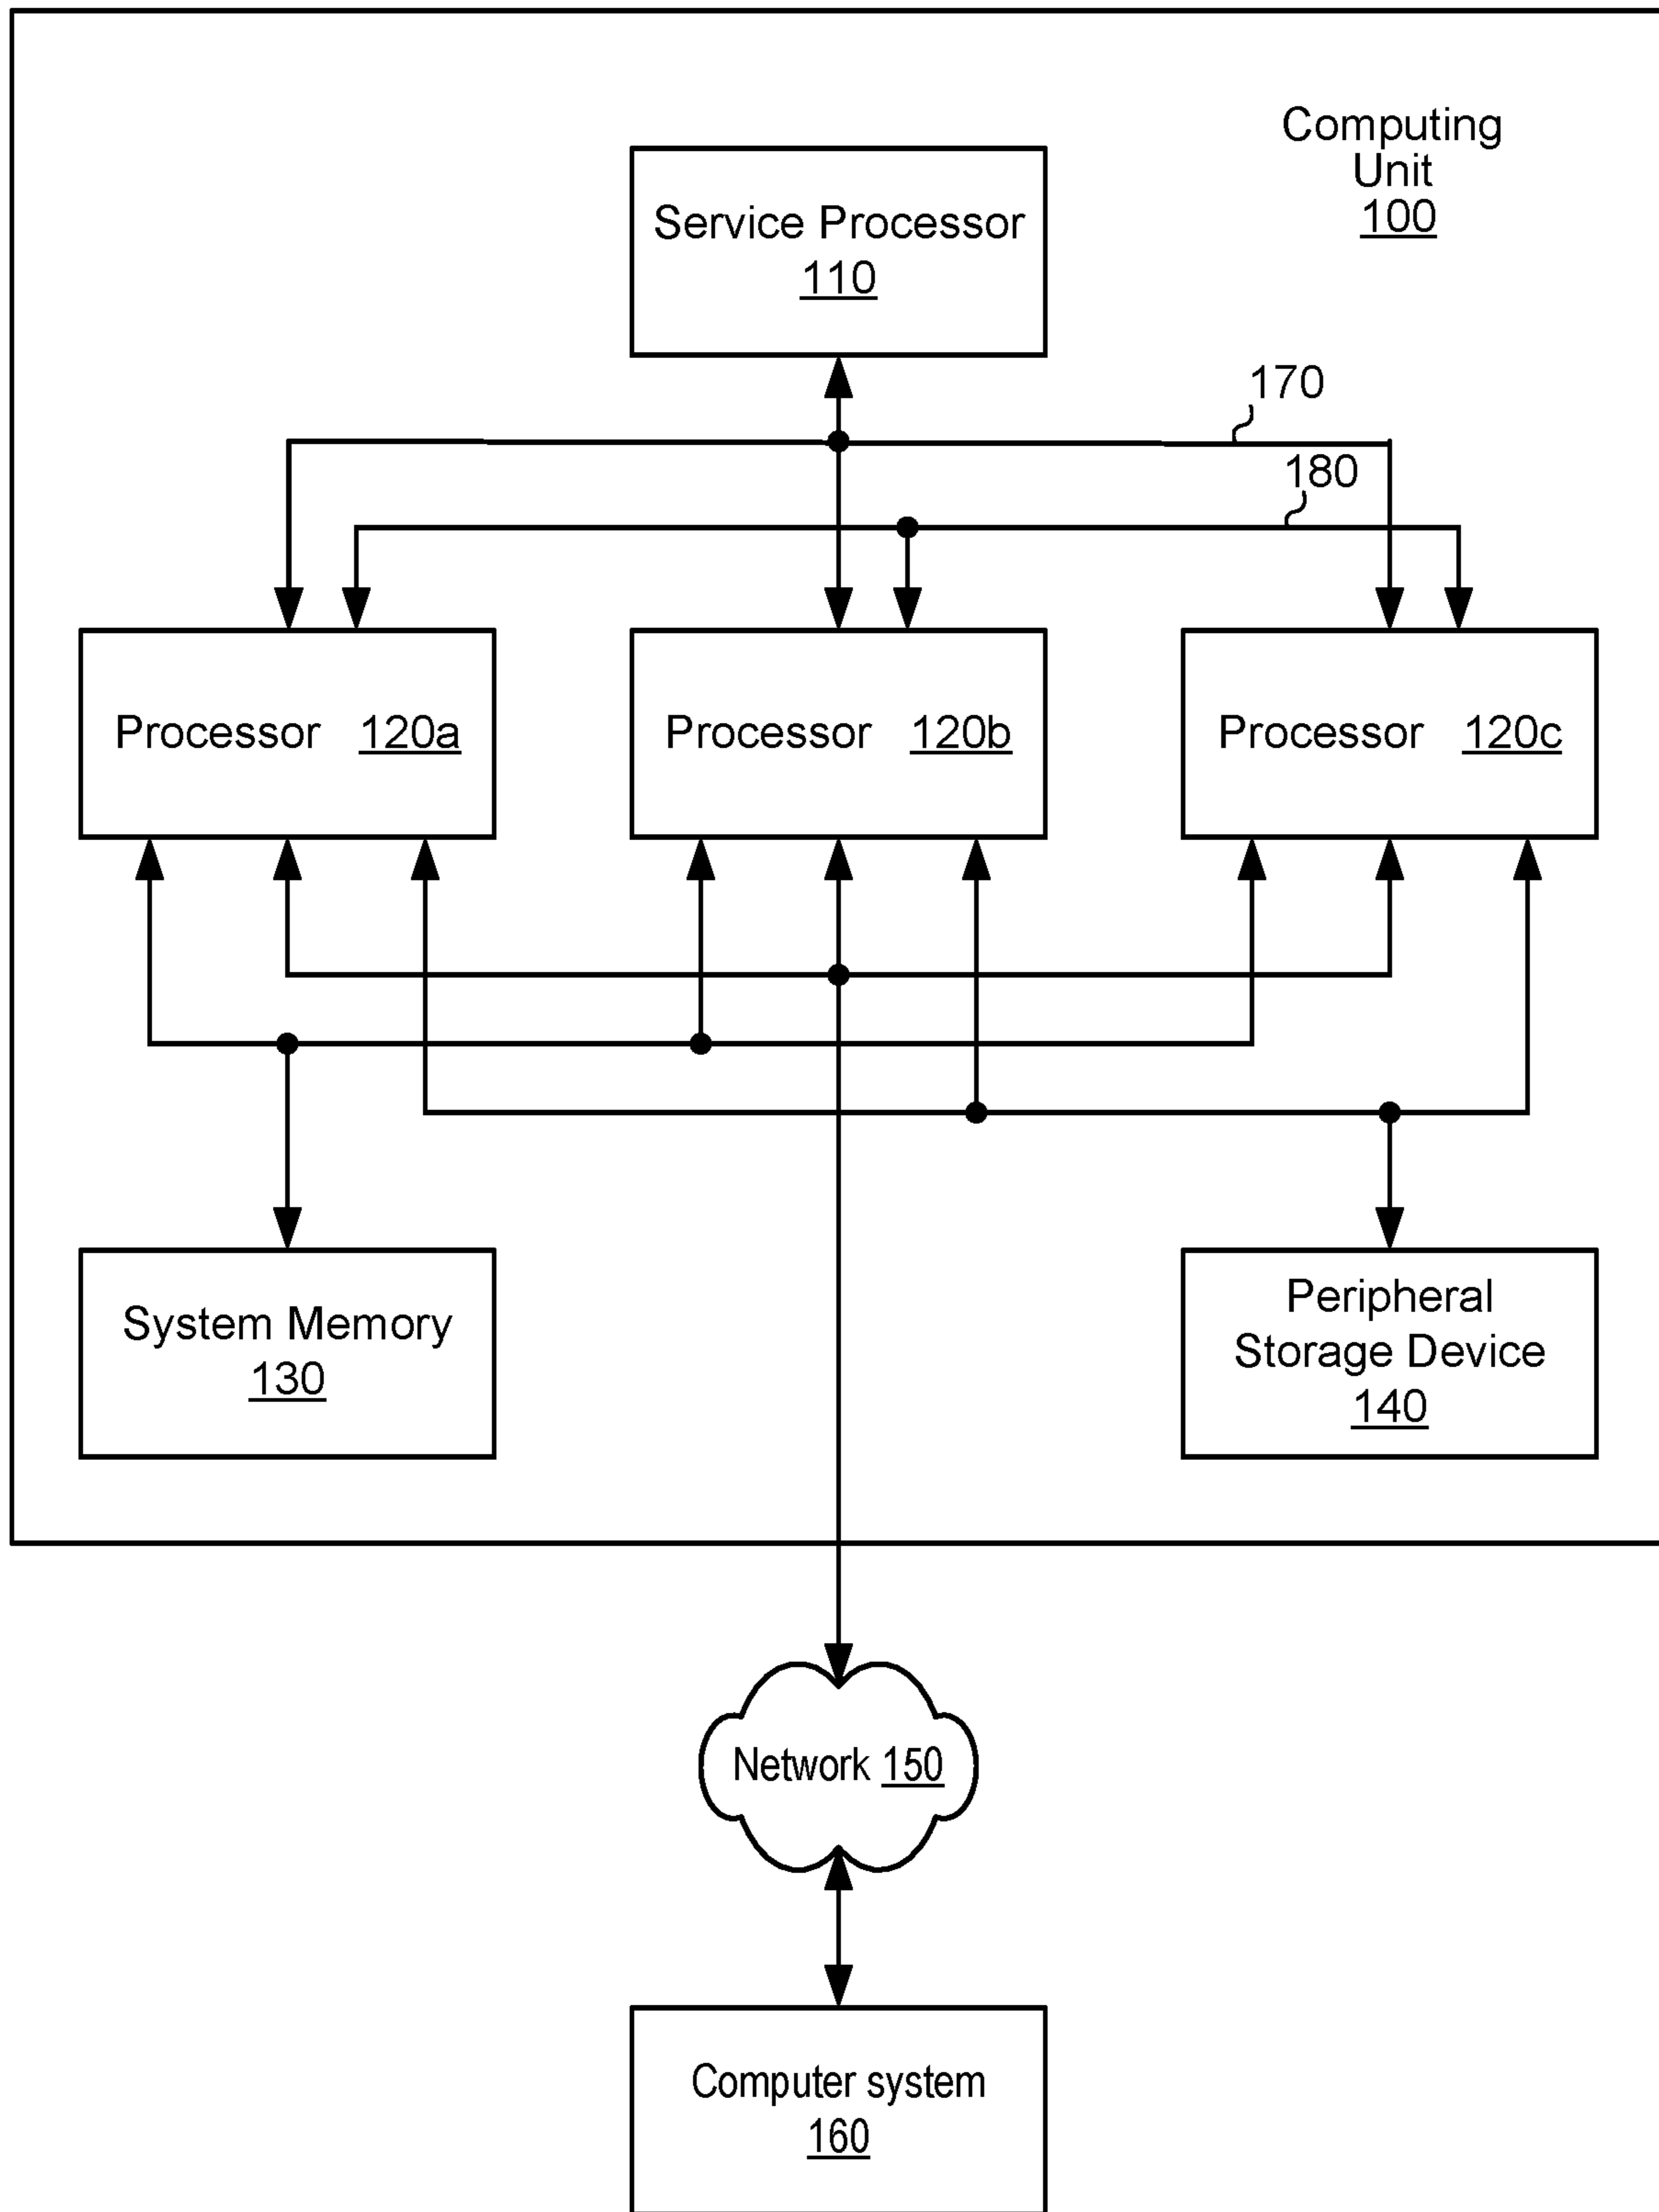 Computing
Unit
100
Service Processor
110
170
180
Processor 120a
Processor 120b
Processor 120c
System Memory
130
Peripheral
Storage Device
140
Network 150
Computer system
160